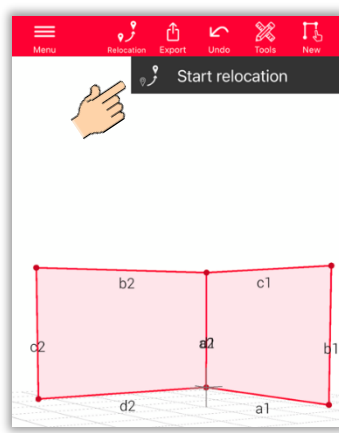 Menu Relocation Export Undo Tools New
Start relocation
b2 c1
c2 b1
d2 a1